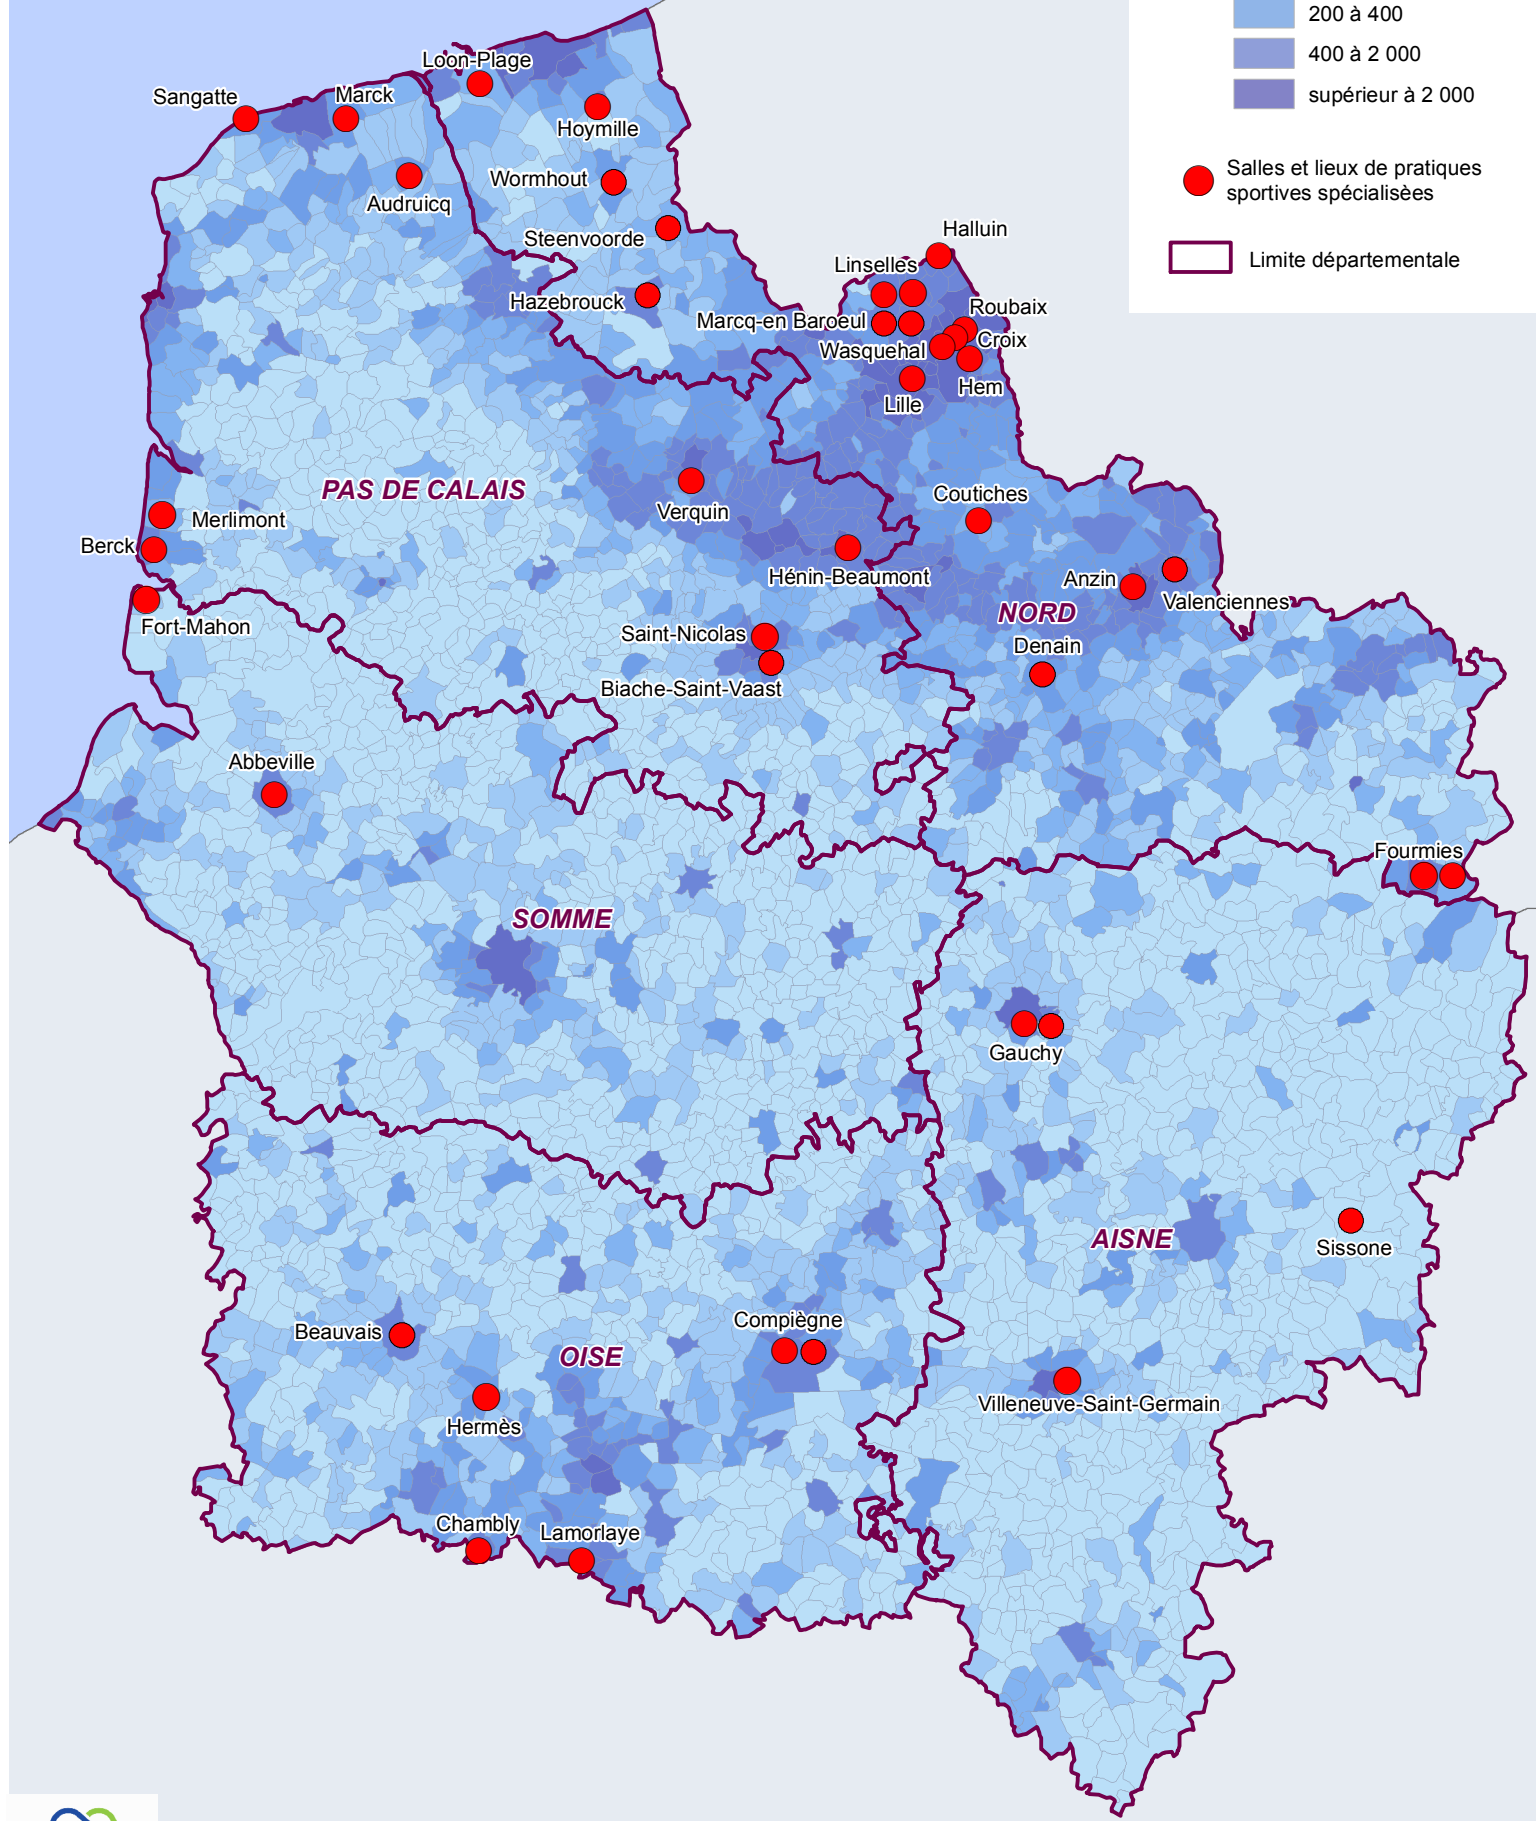 200 à 400
400 à 2 000
supérieur à 2 000
Salles et lieux de pratiques
sportives spécialisèes
Limite départementale
Loon-Plage
Sangatte
Marck
Hoymille
Wormhout
Audruicq
Steenvoorde
Halluin
Linselles
Hazebrouck
Roubaix
Marcq-en Baroeul
Croix
Wasquehal
Hem
Lille
PAS DE CALAIS
Coutiches
Verquin
Merlimont
Berck
Hénin-Beaumont
Anzin
Valenciennes
NORD
Fort-Mahon
Saint-Nicolas
Denain
Biache-Saint-Vaast
Abbeville
Fourmies
SOMME
Gauchy
AISNE
Sissone
Compiègne
Beauvais
OISE
Villeneuve-Saint-Germain
Hermès
Chambly
Lamorlaye